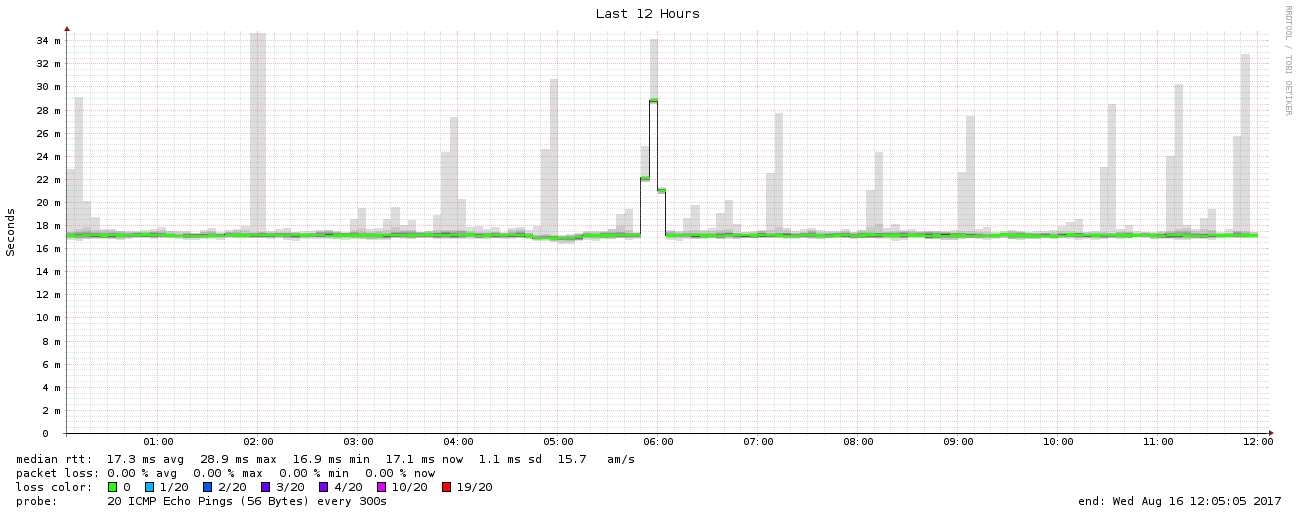 Last 12 Hours
RRDTOOL / TOBI OETIKER
Seconds
34 m
32 m
30 m
28 m
26 m
24 m
22 m
20 m
18 m
16 m
14 m
12 m
10 m
8 m
6 m
4 m
2 m
0
01:00 02:00 03:00 04:00 05:00 06:00 07:00 08:00 09:00 10:00 11:00 12:00
median rtt: 17.3 ms avg 28.9 ms max 16.9 ms min 17.1 ms now 1.1 ms sd 15.7 am/s
packet loss: 0.00 % avg 0.00 % max 0.00 % min 0.00 % now
loss color: 0 1/20 2/20 3/20 4/20 10/20 19/20
probe: 20 ICMP Echo Pings (56 Bytes) every 300s end: Wed Aug 16 12:05:05 2017